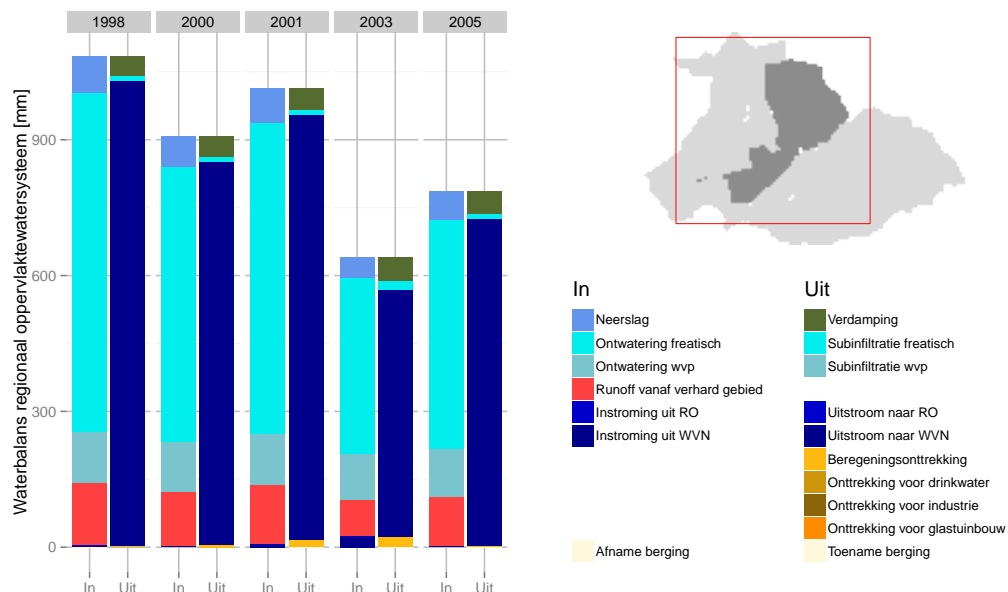 1998 2000 2001 2003 2005
Waterbalans regionaal oppervlaktewatersysteem [mm]
900
600
300
0
In Uit In Uit In Uit In Uit In Uit
In
Neerslag
Ontwatering freatisch
Ontwatering wvp
Runoff vanaf verhard gebied
Instroming uit RO
Instroming uit WVN
Afname berging
Uit
Verdamping
Subinfiltratie freatisch
Subinfiltratie wvp
Uitstroom naar RO
Uitstroom naar WVN
Beregeningsonttrekking
Onttrekking voor drinkwater
Onttrekking voor industrie
Onttrekking voor glastuinbouw
Toename berging